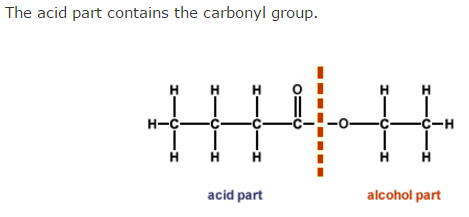 The acid part contains the carbonyl group.
H H H O H H
H-C C C C -O C C-H
H H H H H
acid part alcohol part